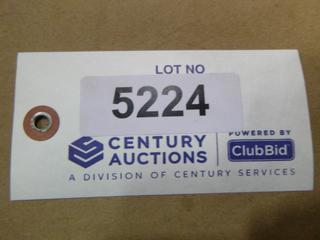 LOT NO
5224
CENTURY AUCTIONS
POWERED BY ClubBid
A DIVISION OF CENTURY SERVICES